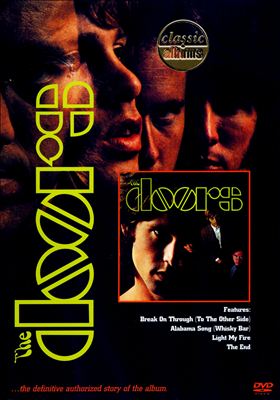 classic
albums
The Doors
the doors
Features:
Break On Through (To The Other Side)
Alabama Song (Whisky Bar)
Light My Fire
The End
...the definitive authorized story of the album
DVD